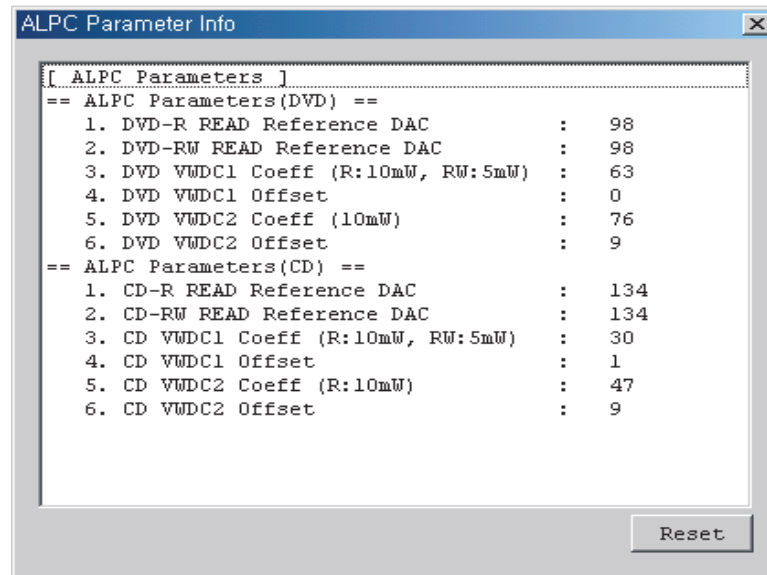 ALPC Parameter Info
[ ALPC Parameters ]
== ALPC Parameters(DVD) ==
1. DVD-R READ Reference DAC : 98
2. DVD-RW READ Reference DAC : 98
3. DVD VWDC1 Coeff (R:10mW, RW:5mW) : 63
4. DVD VWDC1 Offset : 0
5. DVD VWDC2 Coeff (10mW) : 76
6. DVD VWDC2 Offset : 9
== ALPC Parameters(CD) ==
1. CD-R READ Reference DAC : 134
2. CD-RW READ Reference DAC : 134
3. CD VWDC1 Coeff (R:10mW, RW:5mW) : 30
4. CD VWDC1 Offset : 1
5. CD VWDC2 Coeff (R:10mW) : 47
6. CD VWDC2 Offset : 9
Reset